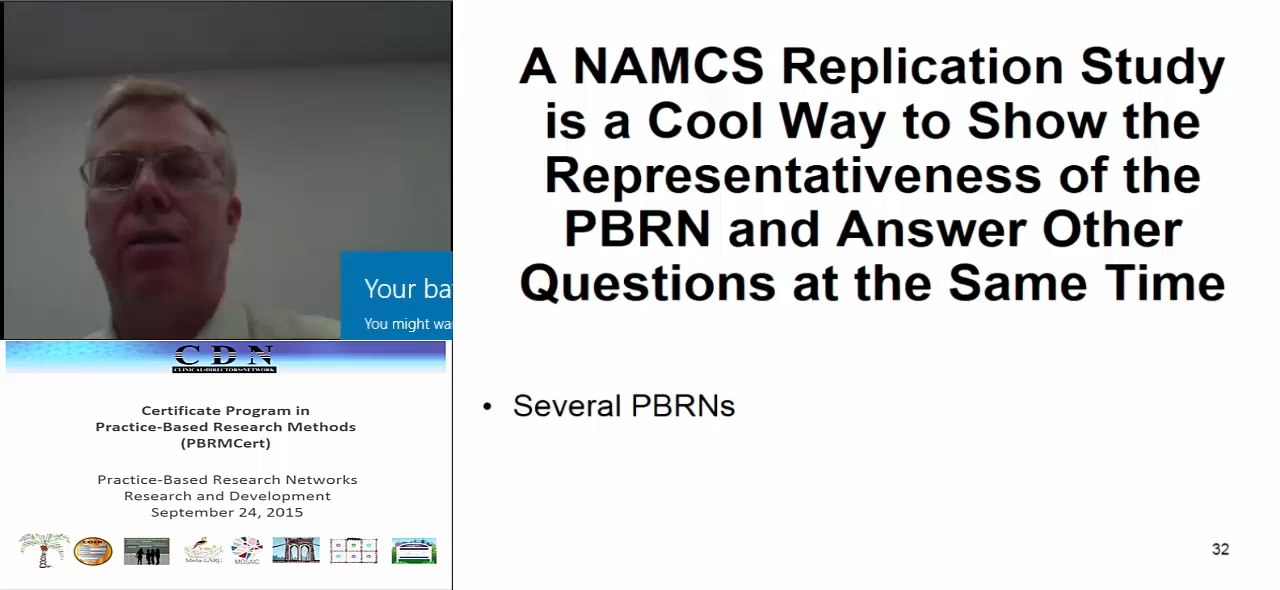 Your ba
You might wa
CDN
CLINICAL•DIRECTORS•NETWORK
Certificate Program in
Practice-Based Research Methods
(PBRMCert)
Practice-Based Research Networks
Research and Development
September 24, 2015
MOSAIC
A NAMCS Replication Study
is a Cool Way to Show the
Representativeness of the
PBRN and Answer Other
Questions at the Same Time
• Several PBRNs
32